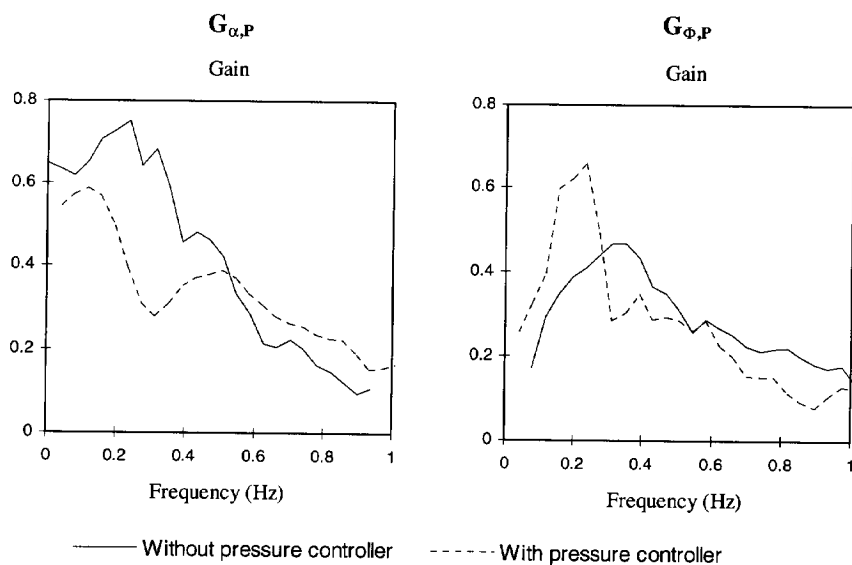 G_α,P
Gain
0.8
0.6
0.4
0.2
0
0 0.2 0.4 0.6 0.8 1
Frequency (Hz)
G_Φ,P
Gain
0.8
0.6
0.4
0.2
0
0 0.2 0.4 0.6 0.8 1
Frequency (Hz)
Without pressure controller With pressure controller